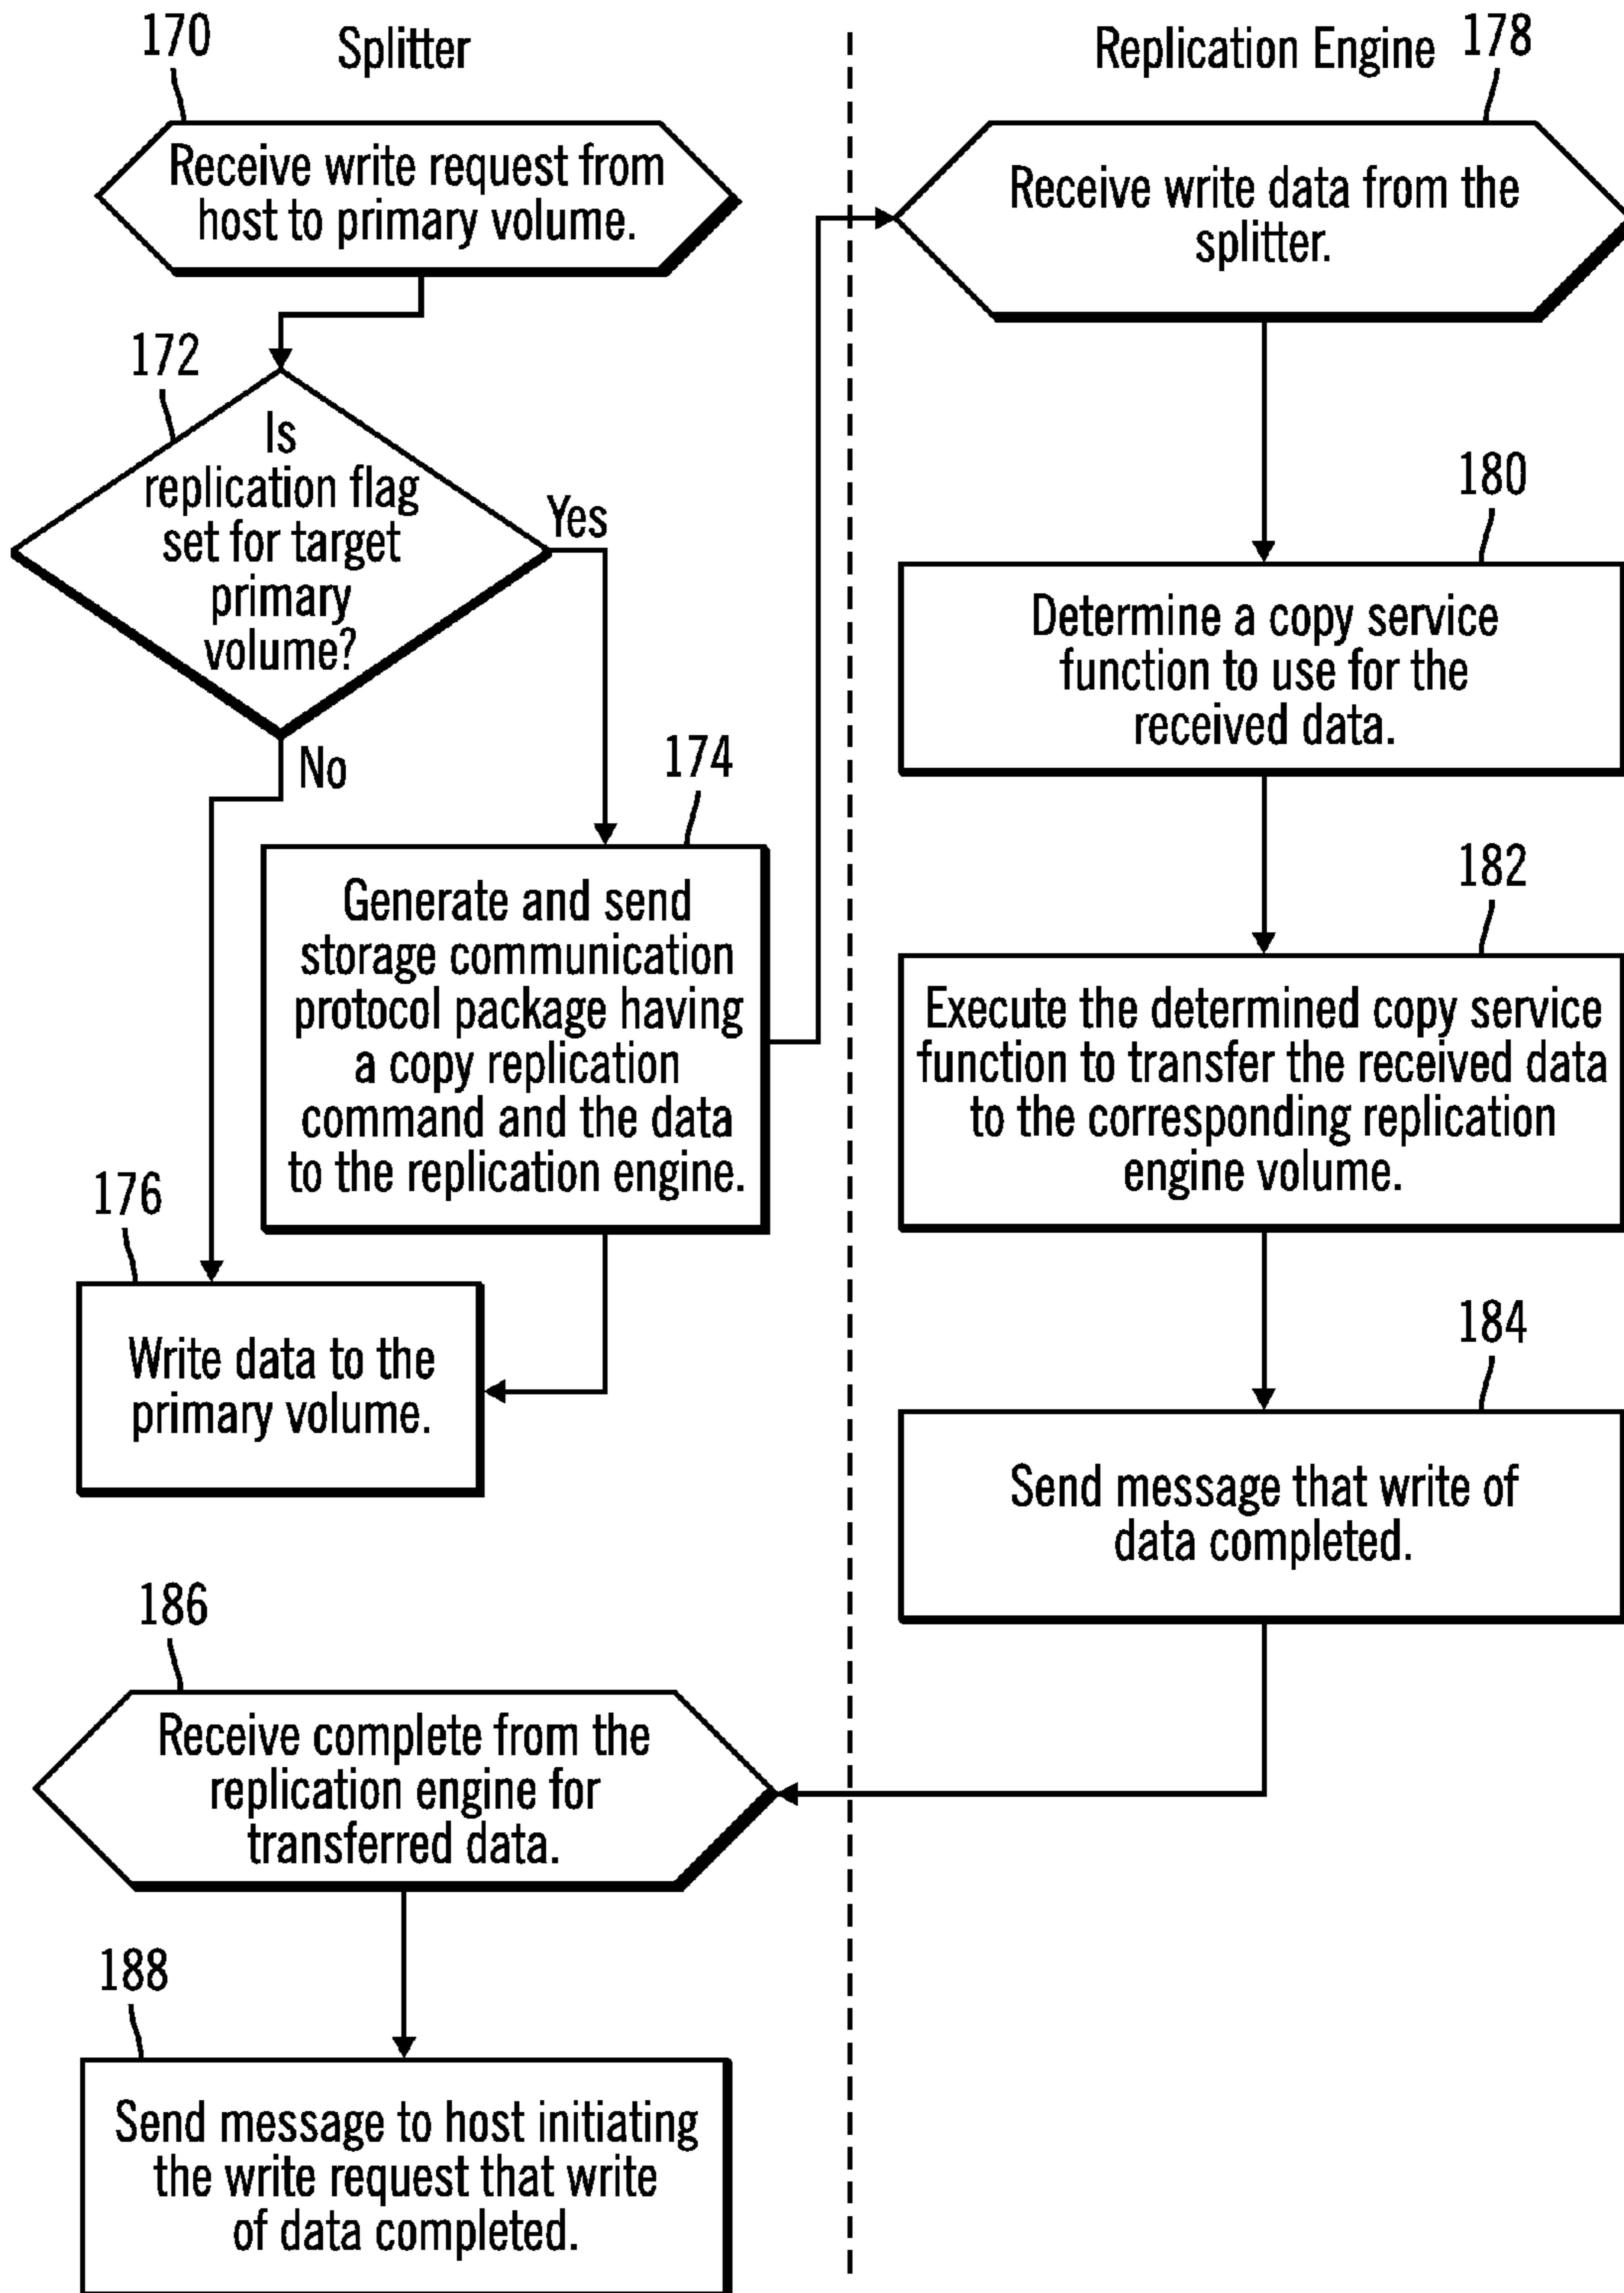 170
Splitter
Receive write request from
host to primary volume.
172
Is
replication flag
set for target
primary
volume?
Yes
No
174
Generate and send
storage communication
protocol package having
a copy replication
command and the data
to the replication engine.
176
Write data to the
primary volume.
Replication Engine
178
Receive write data from the
splitter.
180
Determine a copy service
function to use for the
received data.
182
Execute the determined copy service
function to transfer the received data
to the corresponding replication
engine volume.
184
Send message that write of
data completed.
186
Receive complete from the
replication engine for
transferred data.
188
Send message to host initiating
the write request that write
of data completed.